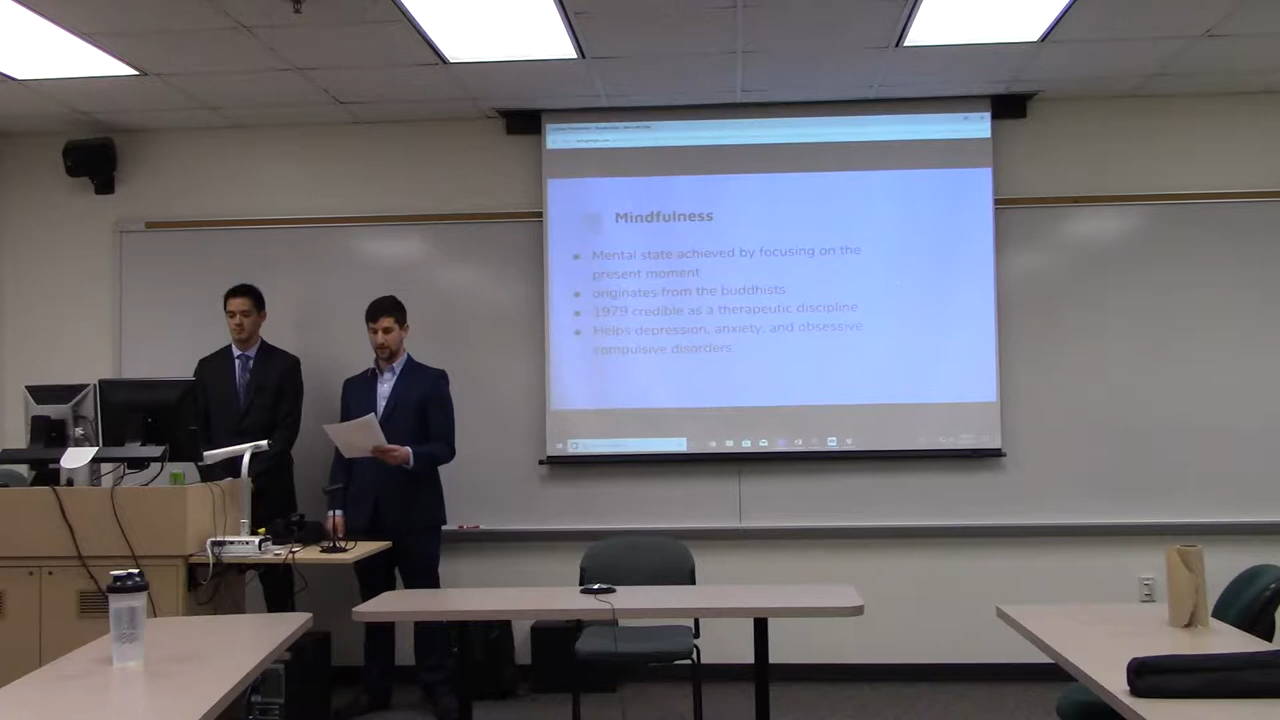 Mindfulness
Mental state achieved by focusing on the
present moment
originates from the buddhists
1979 credible as a therapeutic discipline
Helps depression, anxiety, and obsessive
compulsive disorders